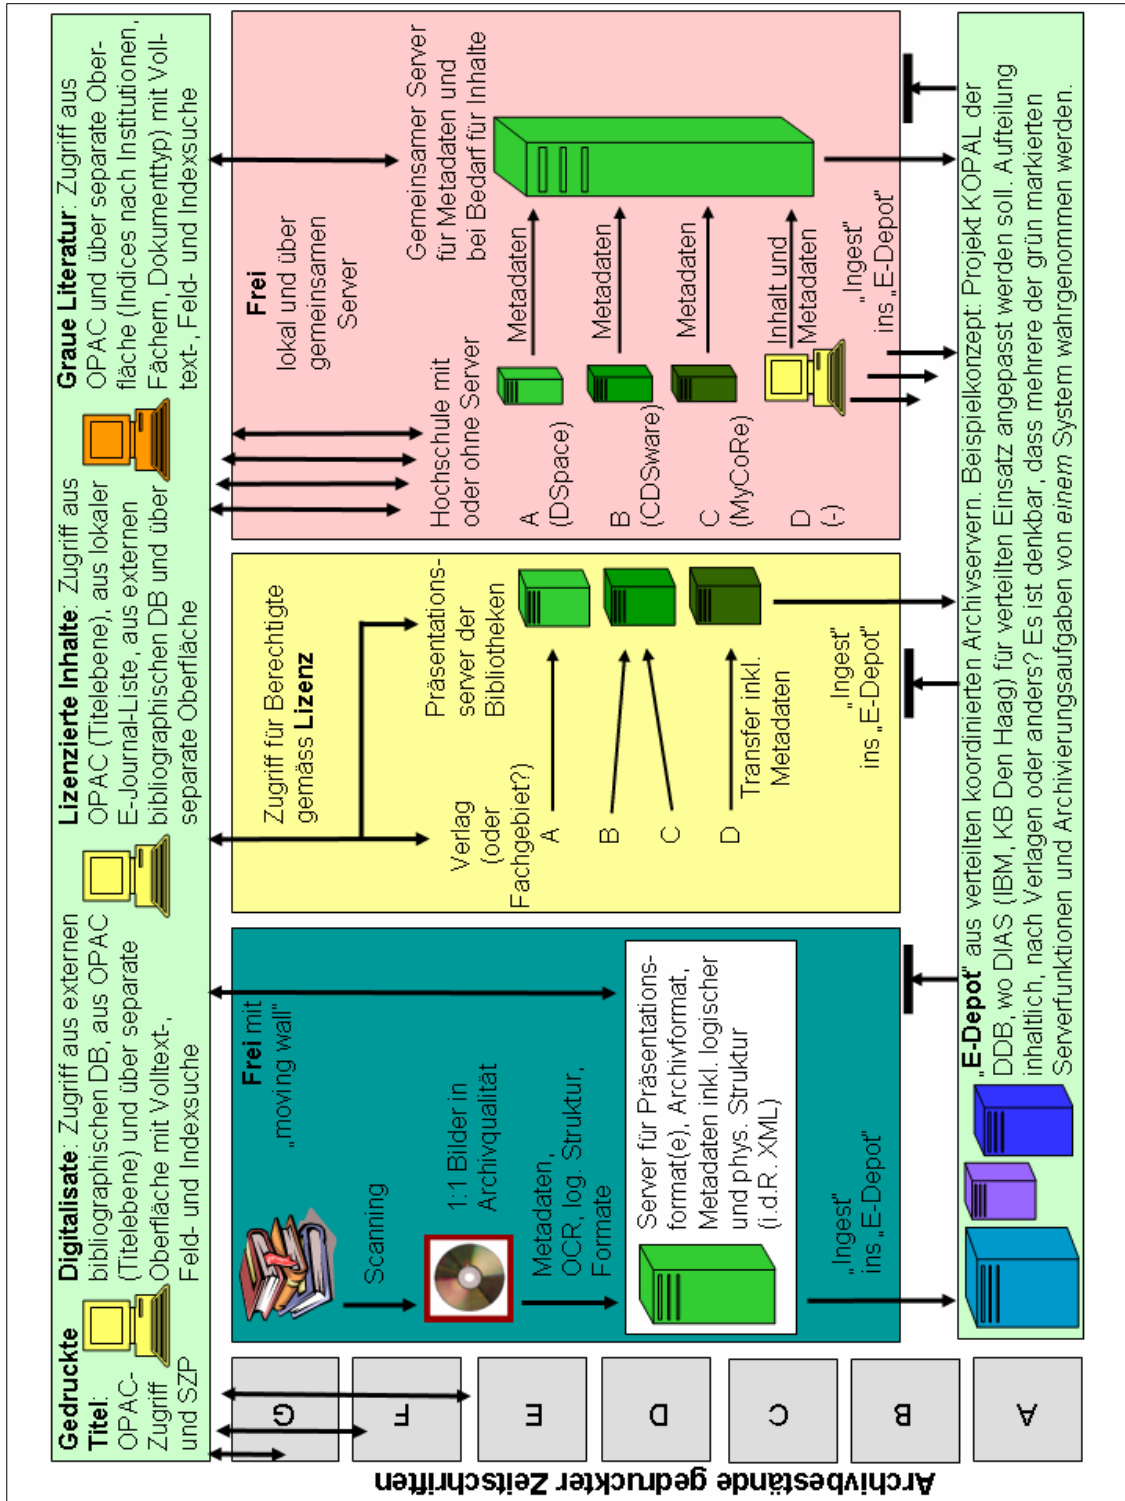 Gedruckte
Titel:
OPAC-
Zugriff
und SZP
Digitalisate: Zugriff aus externen
bibliographischen DB, aus OPAC
(Titelebene) und über separate
Oberfläche mit Volltext-,
Feld- und Indexsuche
Lizenzierte Inhalte: Zugriff aus
OPAC (Titelebene), aus lokaler
E-Journal-Liste, aus externen
bibliographischen DB und über
separate Oberfläche
Graue Literatur: Zugriff aus
OPAC und über separate Ober-
fläche (Indices nach Institutionen,
Fächern, Dokumenttyp) mit Voll-
text-, Feld- und Indexsuche
Archivbestände gedruckter Zeitschriften
G
F
E
D
C
B
A
Frei mit
„moving wall"
Scanning
1:1 Bilder in
Archivqualität
Metadaten,
OCR, log. Struktur,
Formate
Server für Präsentations-
format(e), Archivformat,
Metadaten inkl. logischer
und phys. Struktur
(i.d.R. XML)
„Ingest"
ins „E-Depot"
Zugriff für Berechtigte
gemäss Lizenz
Verlag
(oder
Fachgebiet?)
Präsentations-
server der
Bibliotheken
A
B
C
D
Transfer inkl.
Metadaten
„Ingest"
ins „E-Depot"
Frei
lokal und über
gemeinsamen
Server
Hochschule mit
oder ohne Server
Gemeinsamer Server
für Metadaten und
bei Bedarf für Inhalte
A
(DSpace)
Metadaten
B
(CDSware)
Metadaten
C
(MyCoRe)
Metadaten
D
(-)
Inhalt und
Metadaten
„Ingest"
ins „E-Depot"
„E-Depot" aus verteilten koordinierten Archivservern. Beispielkonzept: Projekt KOPAL der
DDB, wo DIAS (IBM, KB Den Haag) für verteilten Einsatz angepasst werden soll. Aufteilung
inhaltlich, nach Verlagen oder anders? Es ist denkbar, dass mehrere der grün markierten
Serverfunktionen und Archivierungsaufgaben von einem System wahrgenommen werden.